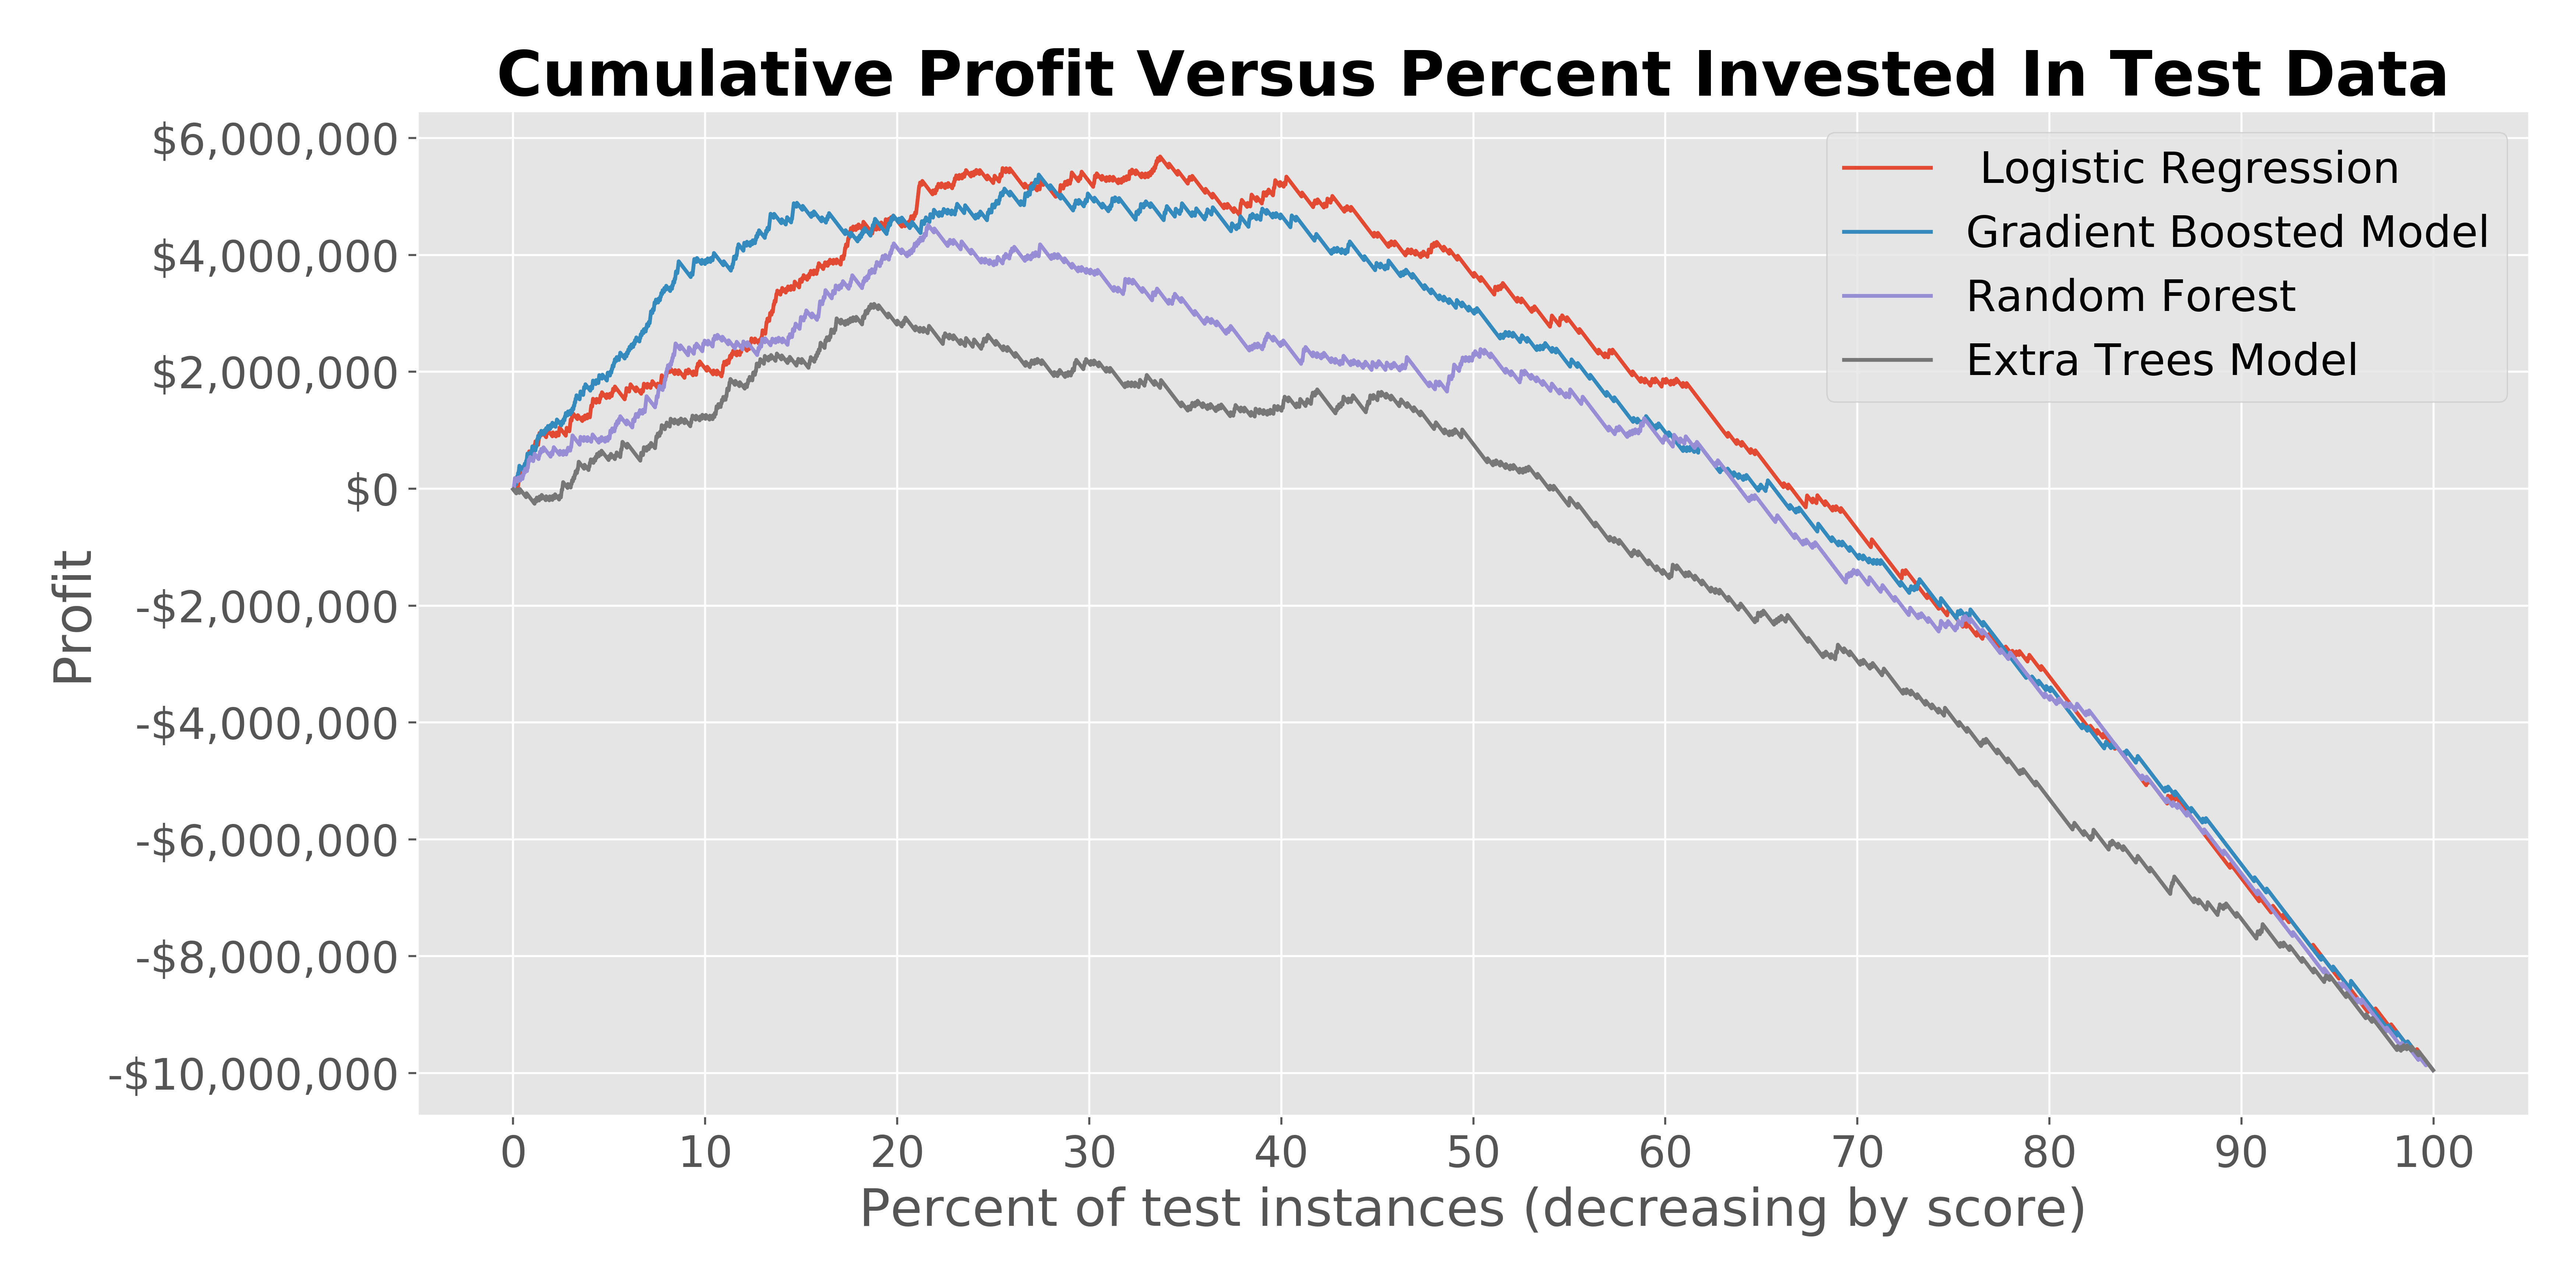 Cumulative Profit Versus Percent Invested In Test Data
$6,000,000
$4,000,000
$2,000,000
$0
-$2,000,000
-$4,000,000
-$6,000,000
-$8,000,000
-$10,000,000
Profit
Logistic Regression
Gradient Boosted Model
Random Forest
Extra Trees Model
0 10 20 30 40 50 60 70 80 90 100
Percent of test instances (decreasing by score)